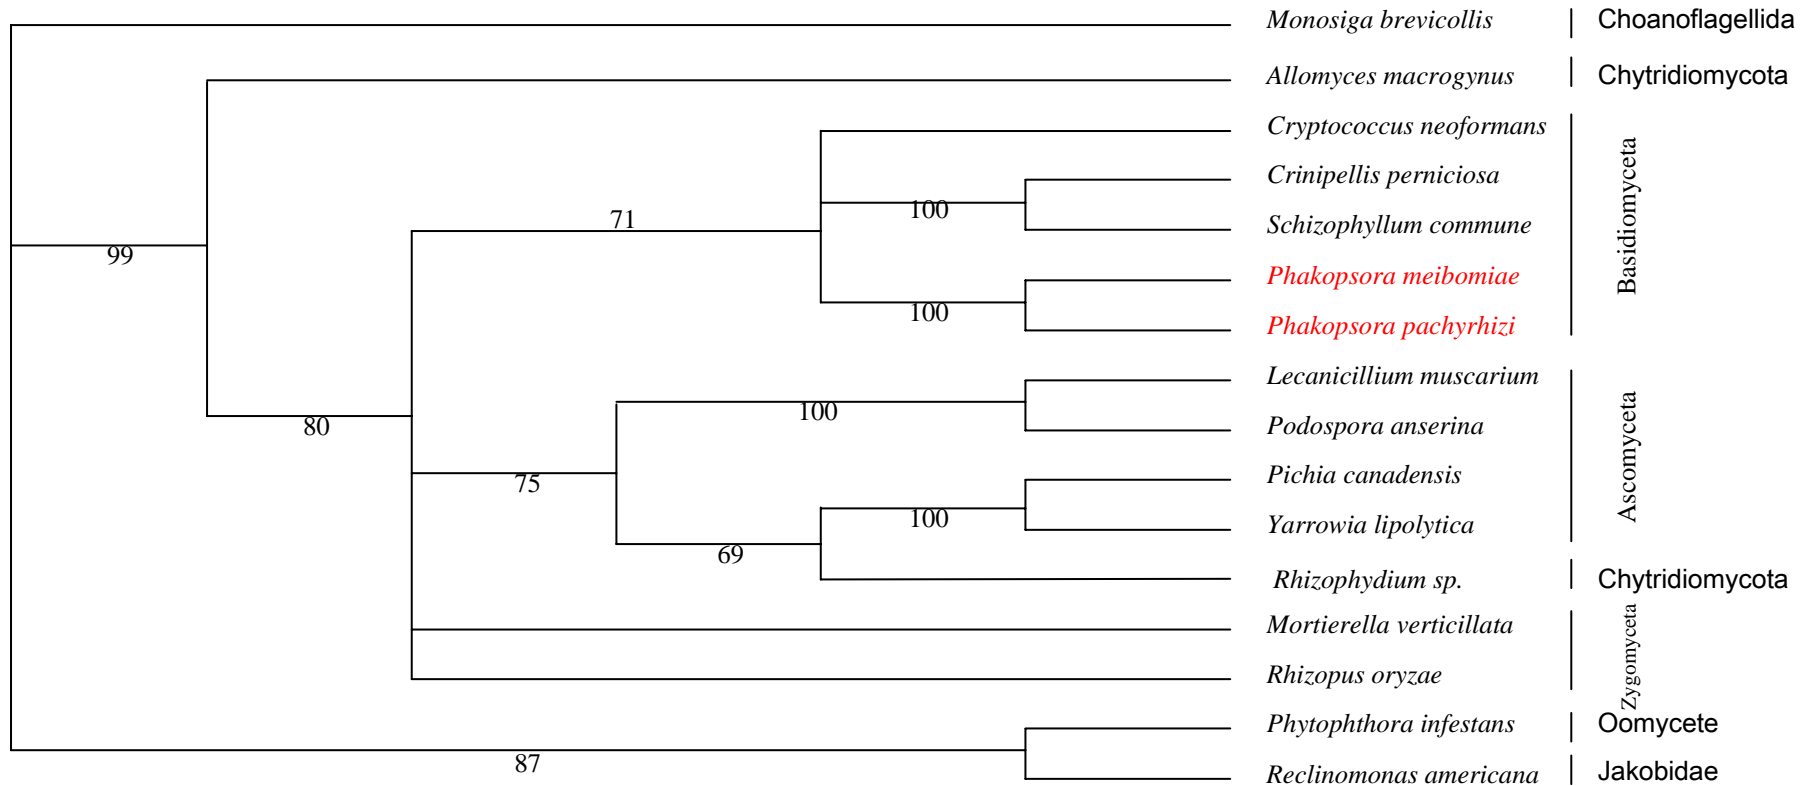 Monosiga brevicollis
Choanoflagellida
Allomyces macrogynus
Chytridiomycota
Cryptococcus neoformans
Crinipellis perniciosa
100
Schizophyllum commune
71
Basidiomyceta
99
Phakopsora meibomiae
100
Phakopsora pachyrhizi
Lecanicillium muscarium
100
80
Podospora anserina
Ascomyceta
Pichia canadensis
75
100
Yarrowia lipolytica
69
Rhizophydium sp.
Chytridiomycota
Mortierella verticillata
Zygomyceta
Rhizopus oryzae
Phytophthora infestans
Oomycete
87
Reclinomonas americana
Jakobidae